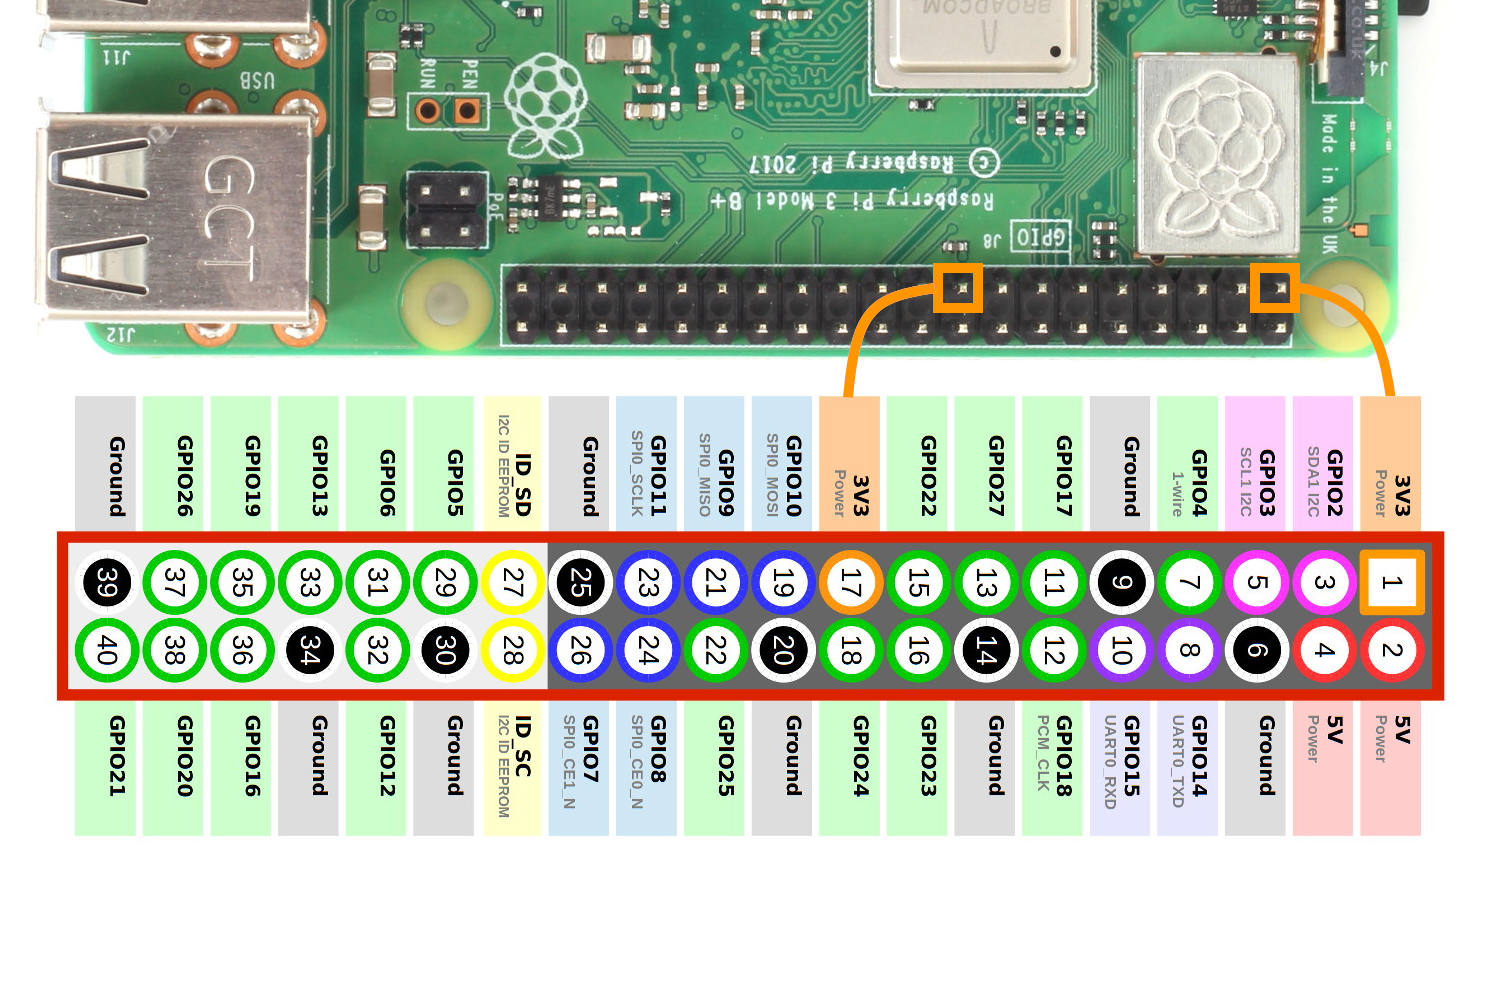 J11
USB
RUN
PEN
BROADCOM
J4
GCT
PoE
© Raspberry Pi 2017
Raspberry Pi 3 Model B+
J8
GPIO
Made in the UK
J12
Ground
GPIO26
GPIO19
GPIO13
GPIO6
GPIO5
ID_SD
I2C ID EEPROM
Ground
GPIO11
SPI0_SCLK
GPIO9
SPI0_MISO
GPIO10
SPI0_MOSI
3V3
Power
GPIO22
GPIO27
GPIO17
Ground
GPIO4
1-wire
GPIO3
SCL1 I2C
GPIO2
SDA1 I2C
3V3
Power
39 37 35 33 31 29 27 25 23 21 19 17 15 13 11 9 7 5 3 1
40 38 36 34 32 30 28 26 24 22 20 18 16 14 12 10 8 6 4 2
GPIO21
GPIO20
GPIO16
Ground
GPIO12
Ground
ID_SC
I2C ID EEPROM
GPIO7
SPI0_CE1_N
GPIO8
SPI0_CE0_N
GPIO25
Ground
GPIO24
GPIO23
Ground
GPIO18
PCM_CLK
GPIO15
UART0_RXD
GPIO14
UART0_TXD
Ground
5V
Power
5V
Power